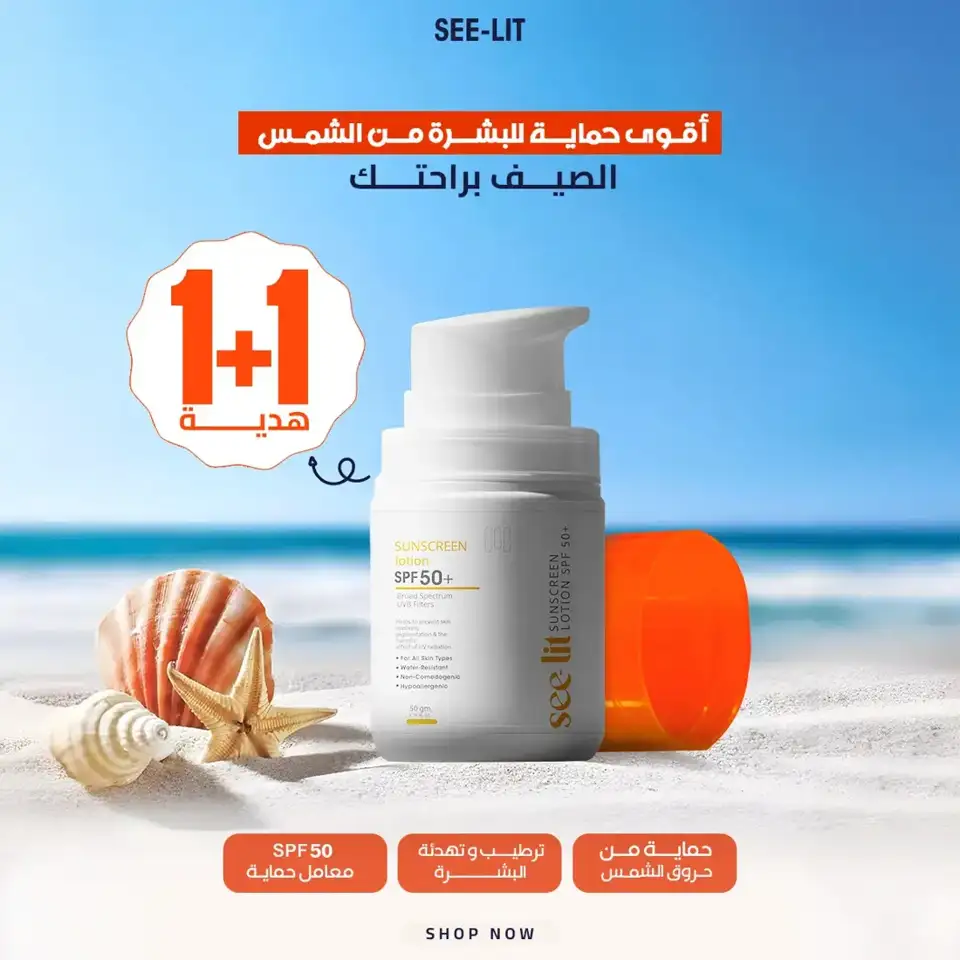 SEE-LIT
أقوى حماية للبشرة من الشمس
الصيف براحتك
1+1
هدية
SUNSCREEN
lotion
SPF 50+
Broad Spectrum
UVB Filters
• For All Skin Types
• Water-Resistant
• Non-Comedogenic
• Hypoallergenic
50 gm.
see-lit
SUNSCREEN
LOTION SPF 50+
حماية من
حروق الشمس
ترطيب و تهدئة
البشرة
SPF 50
معامل حماية
SHOP NOW